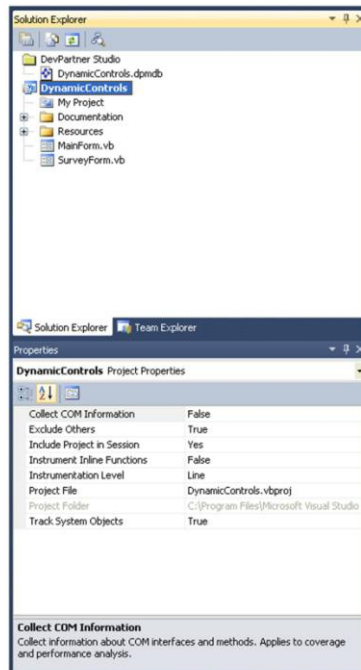 Solution Explorer
DevPartner Studio
DynamicControls.dpmdb
DynamicControls
My Project
Documentation
Resources
MainForm.vb
SurveyForm.vb
Solution Explorer Team Explorer
Properties
DynamicControls Project Properties
Collect COM Information False
Exclude Others True
Include Project in Session Yes
Instrument Inline Functions False
Instrumentation Level Line
Project File DynamicControls.vbproj
Project Folder C:\Program Files\Microsoft Visual Studio
Track System Objects True
Collect COM Information
Collect information about COM interfaces and methods. Applies to coverage
and performance analysis.